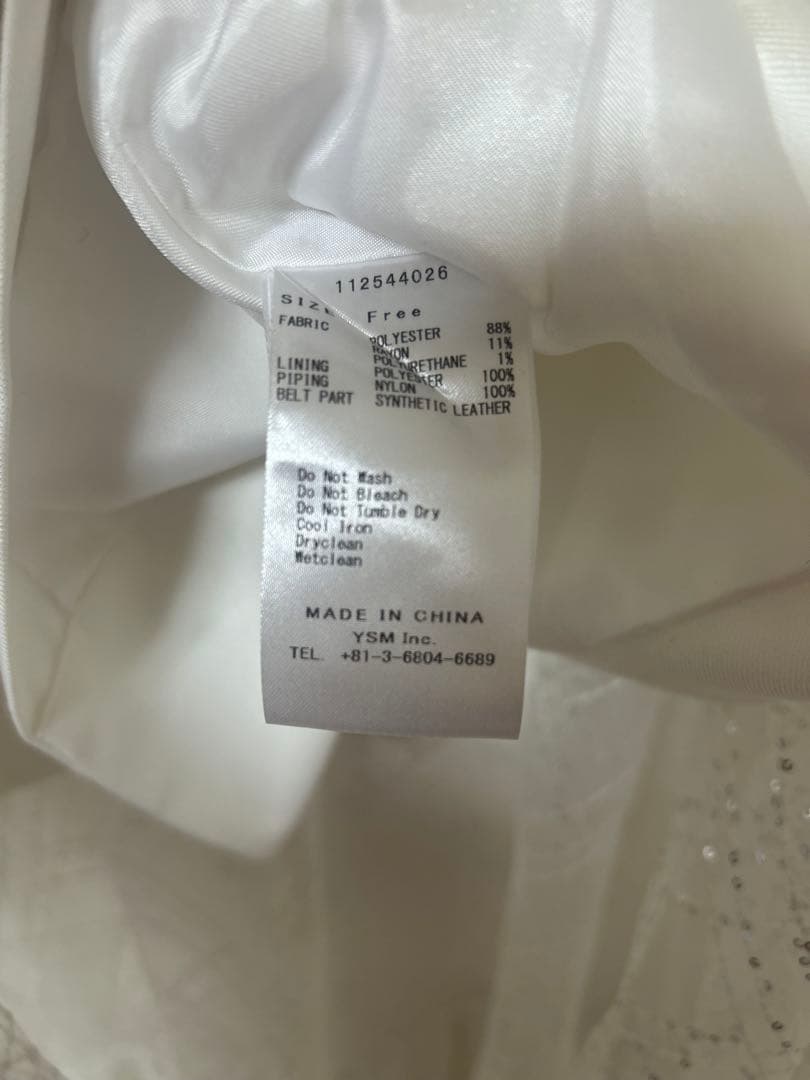 112544026
SIZE Free
FABRIC POLYESTER 88%
RAYON 11%
POLYURETHANE 1%
LINING POLYESTER 100%
PIPING NYLON 100%
BELT PART SYNTHETIC LEATHER
Do Not Wash
Do Not Bleach
Do Not Tumble Dry
Cool Iron
Dryclean
Wetclean
MADE IN CHINA
YSM Inc.
TEL. +81-3-6804-6689